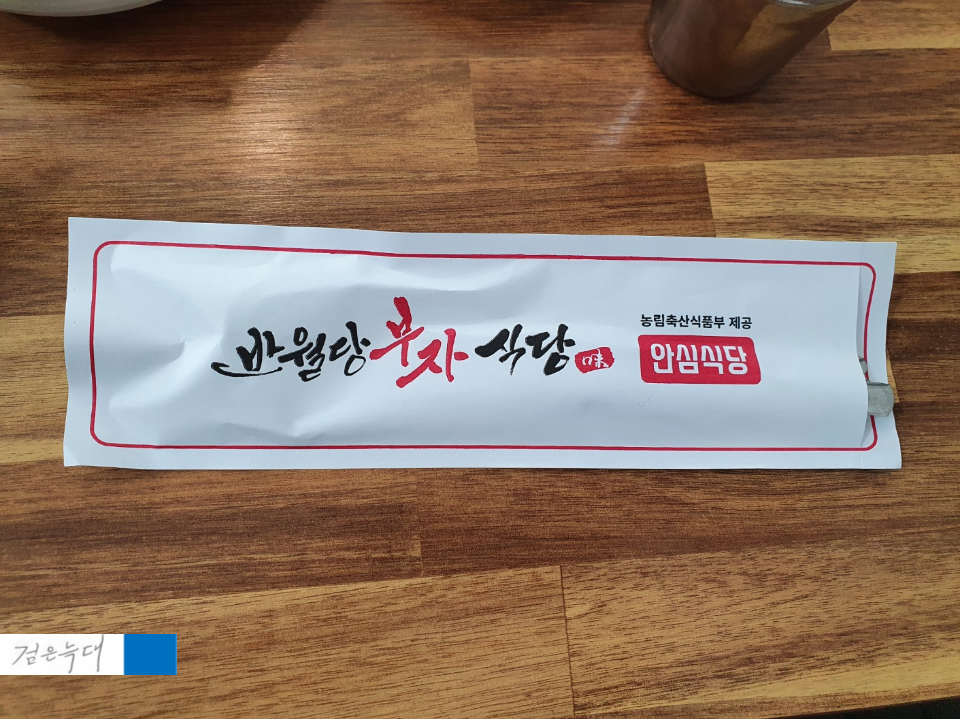 반월당부자식당 味
농림축산식품부 제공
안심식당
검은늑대